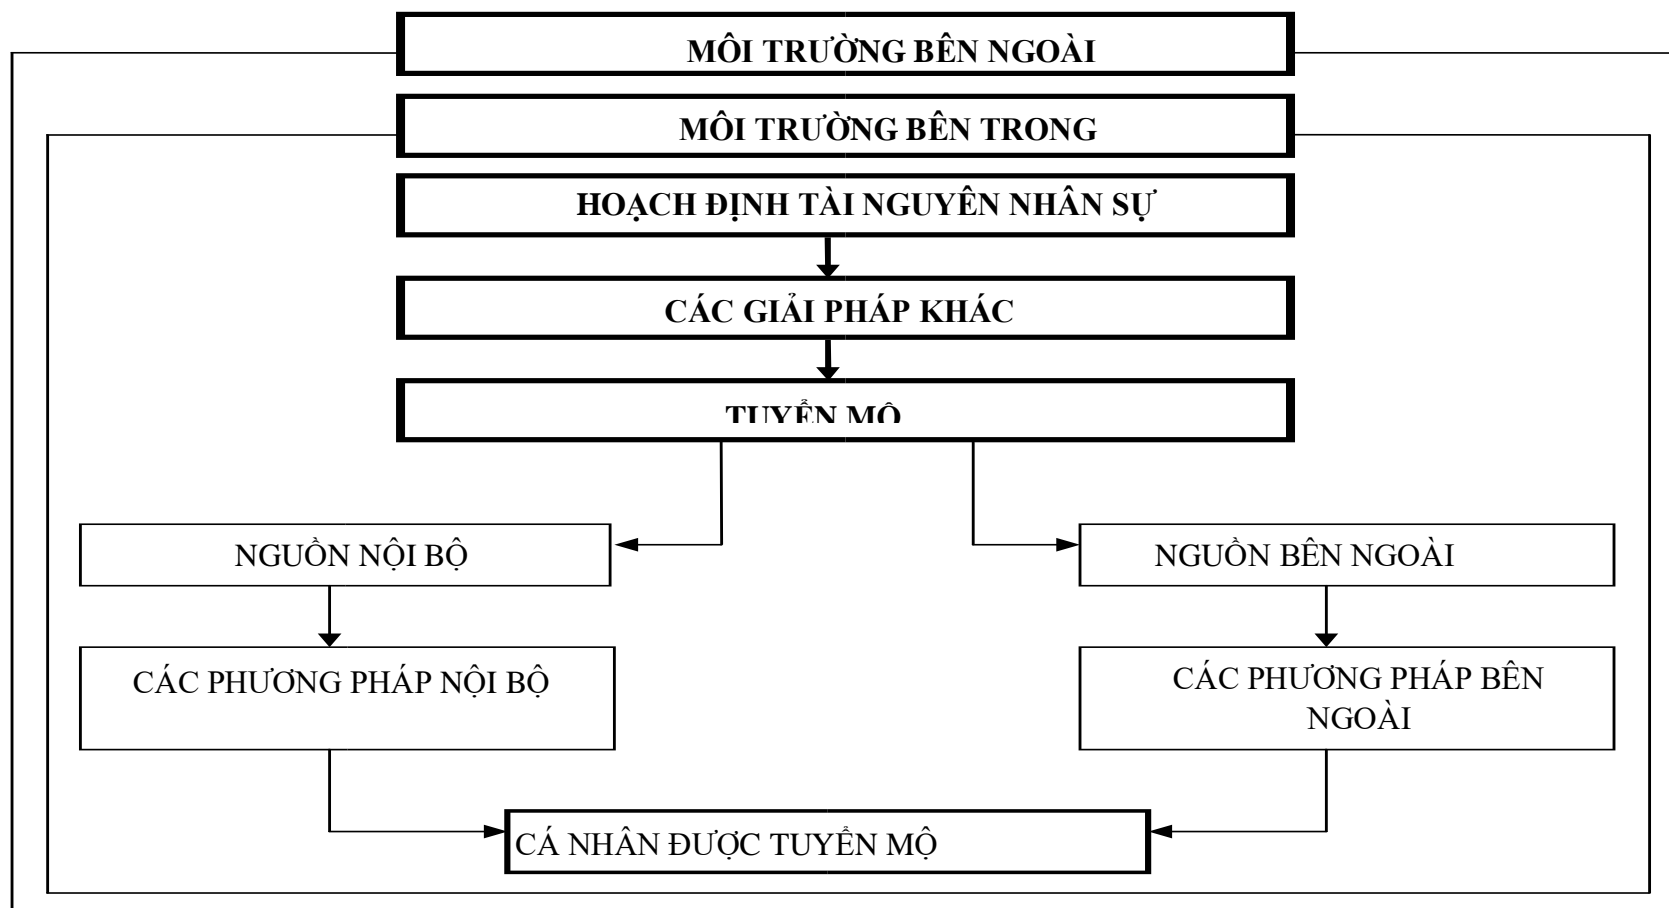 MÔI TRƯỜNG BÊN NGOÀI
MÔI TRƯỜNG BÊN TRONG
HOẠCH ĐỊNH TÀI NGUYÊN NHÂN SỰ
CÁC GIẢI PHÁP KHÁC
TUYỂN MỘ
NGUỒN NỘI BỘ
NGUỒN BÊN NGOÀI
CÁC PHƯƠNG PHÁP NỘI BỘ
CÁC PHƯƠNG PHÁP BÊN
NGOÀI
CÁ NHÂN ĐƯỢC TUYỂN MỘ